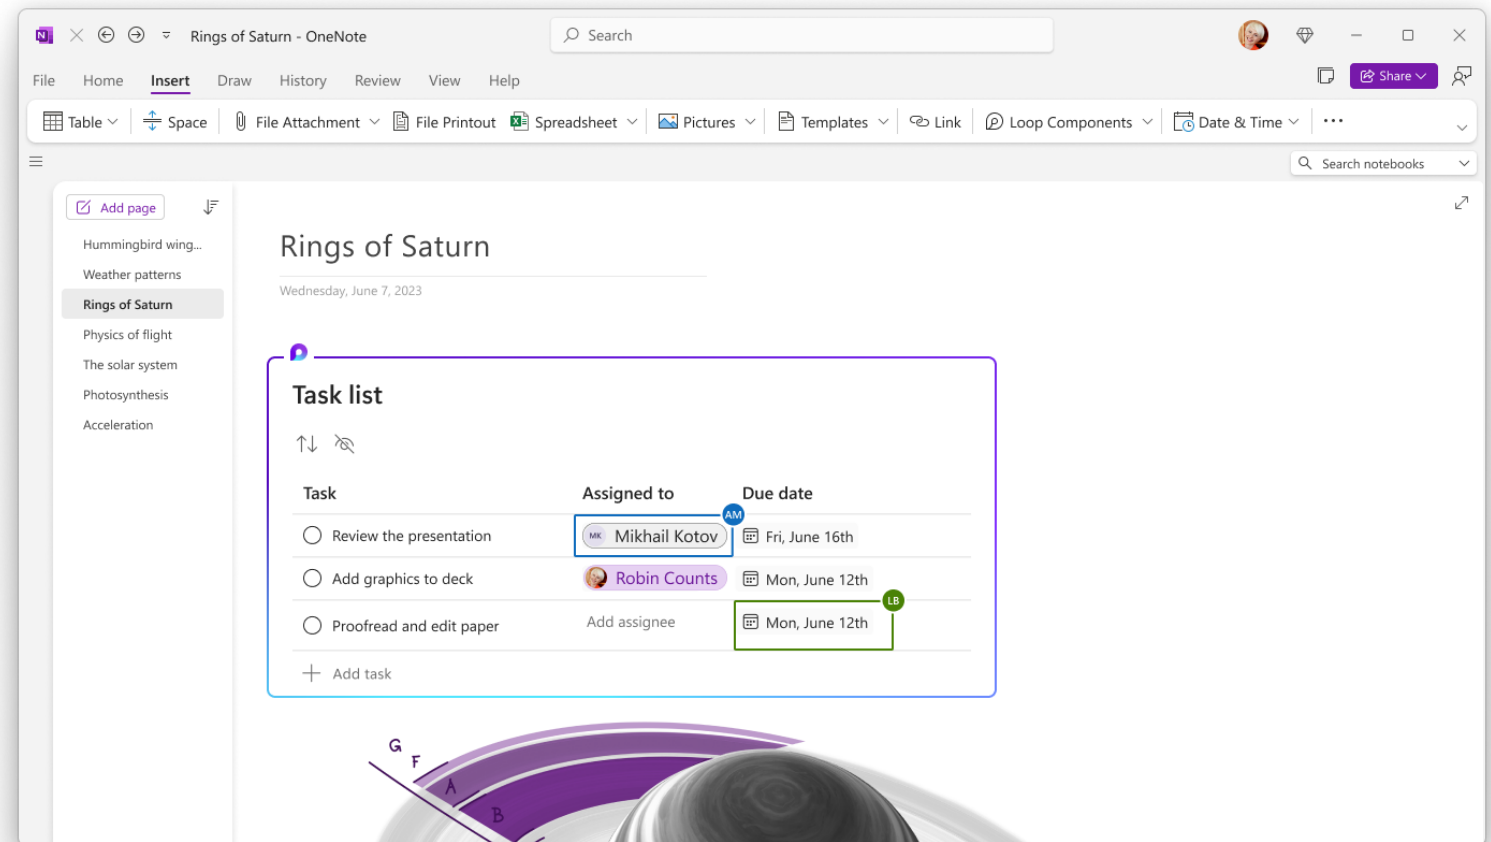 N Rings of Saturn - OneNote Search
File Home Insert Draw History Review View Help Share
Table Space File Attachment File Printout Spreadsheet Pictures Templates Link Loop Components Date & Time ...
Search notebooks
Add page
Hummingbird wing...
Weather patterns
Rings of Saturn
Physics of flight
The solar system
Photosynthesis
Acceleration
Rings of Saturn
Wednesday, June 7, 2023
Task list
Task Assigned to Due date
AM
Review the presentation MK Mikhail Kotov Fri, June 16th
Add graphics to deck Robin Counts Mon, June 12th
LB
Proofread and edit paper Add assignee Mon, June 12th
Add task
G
F
A
B